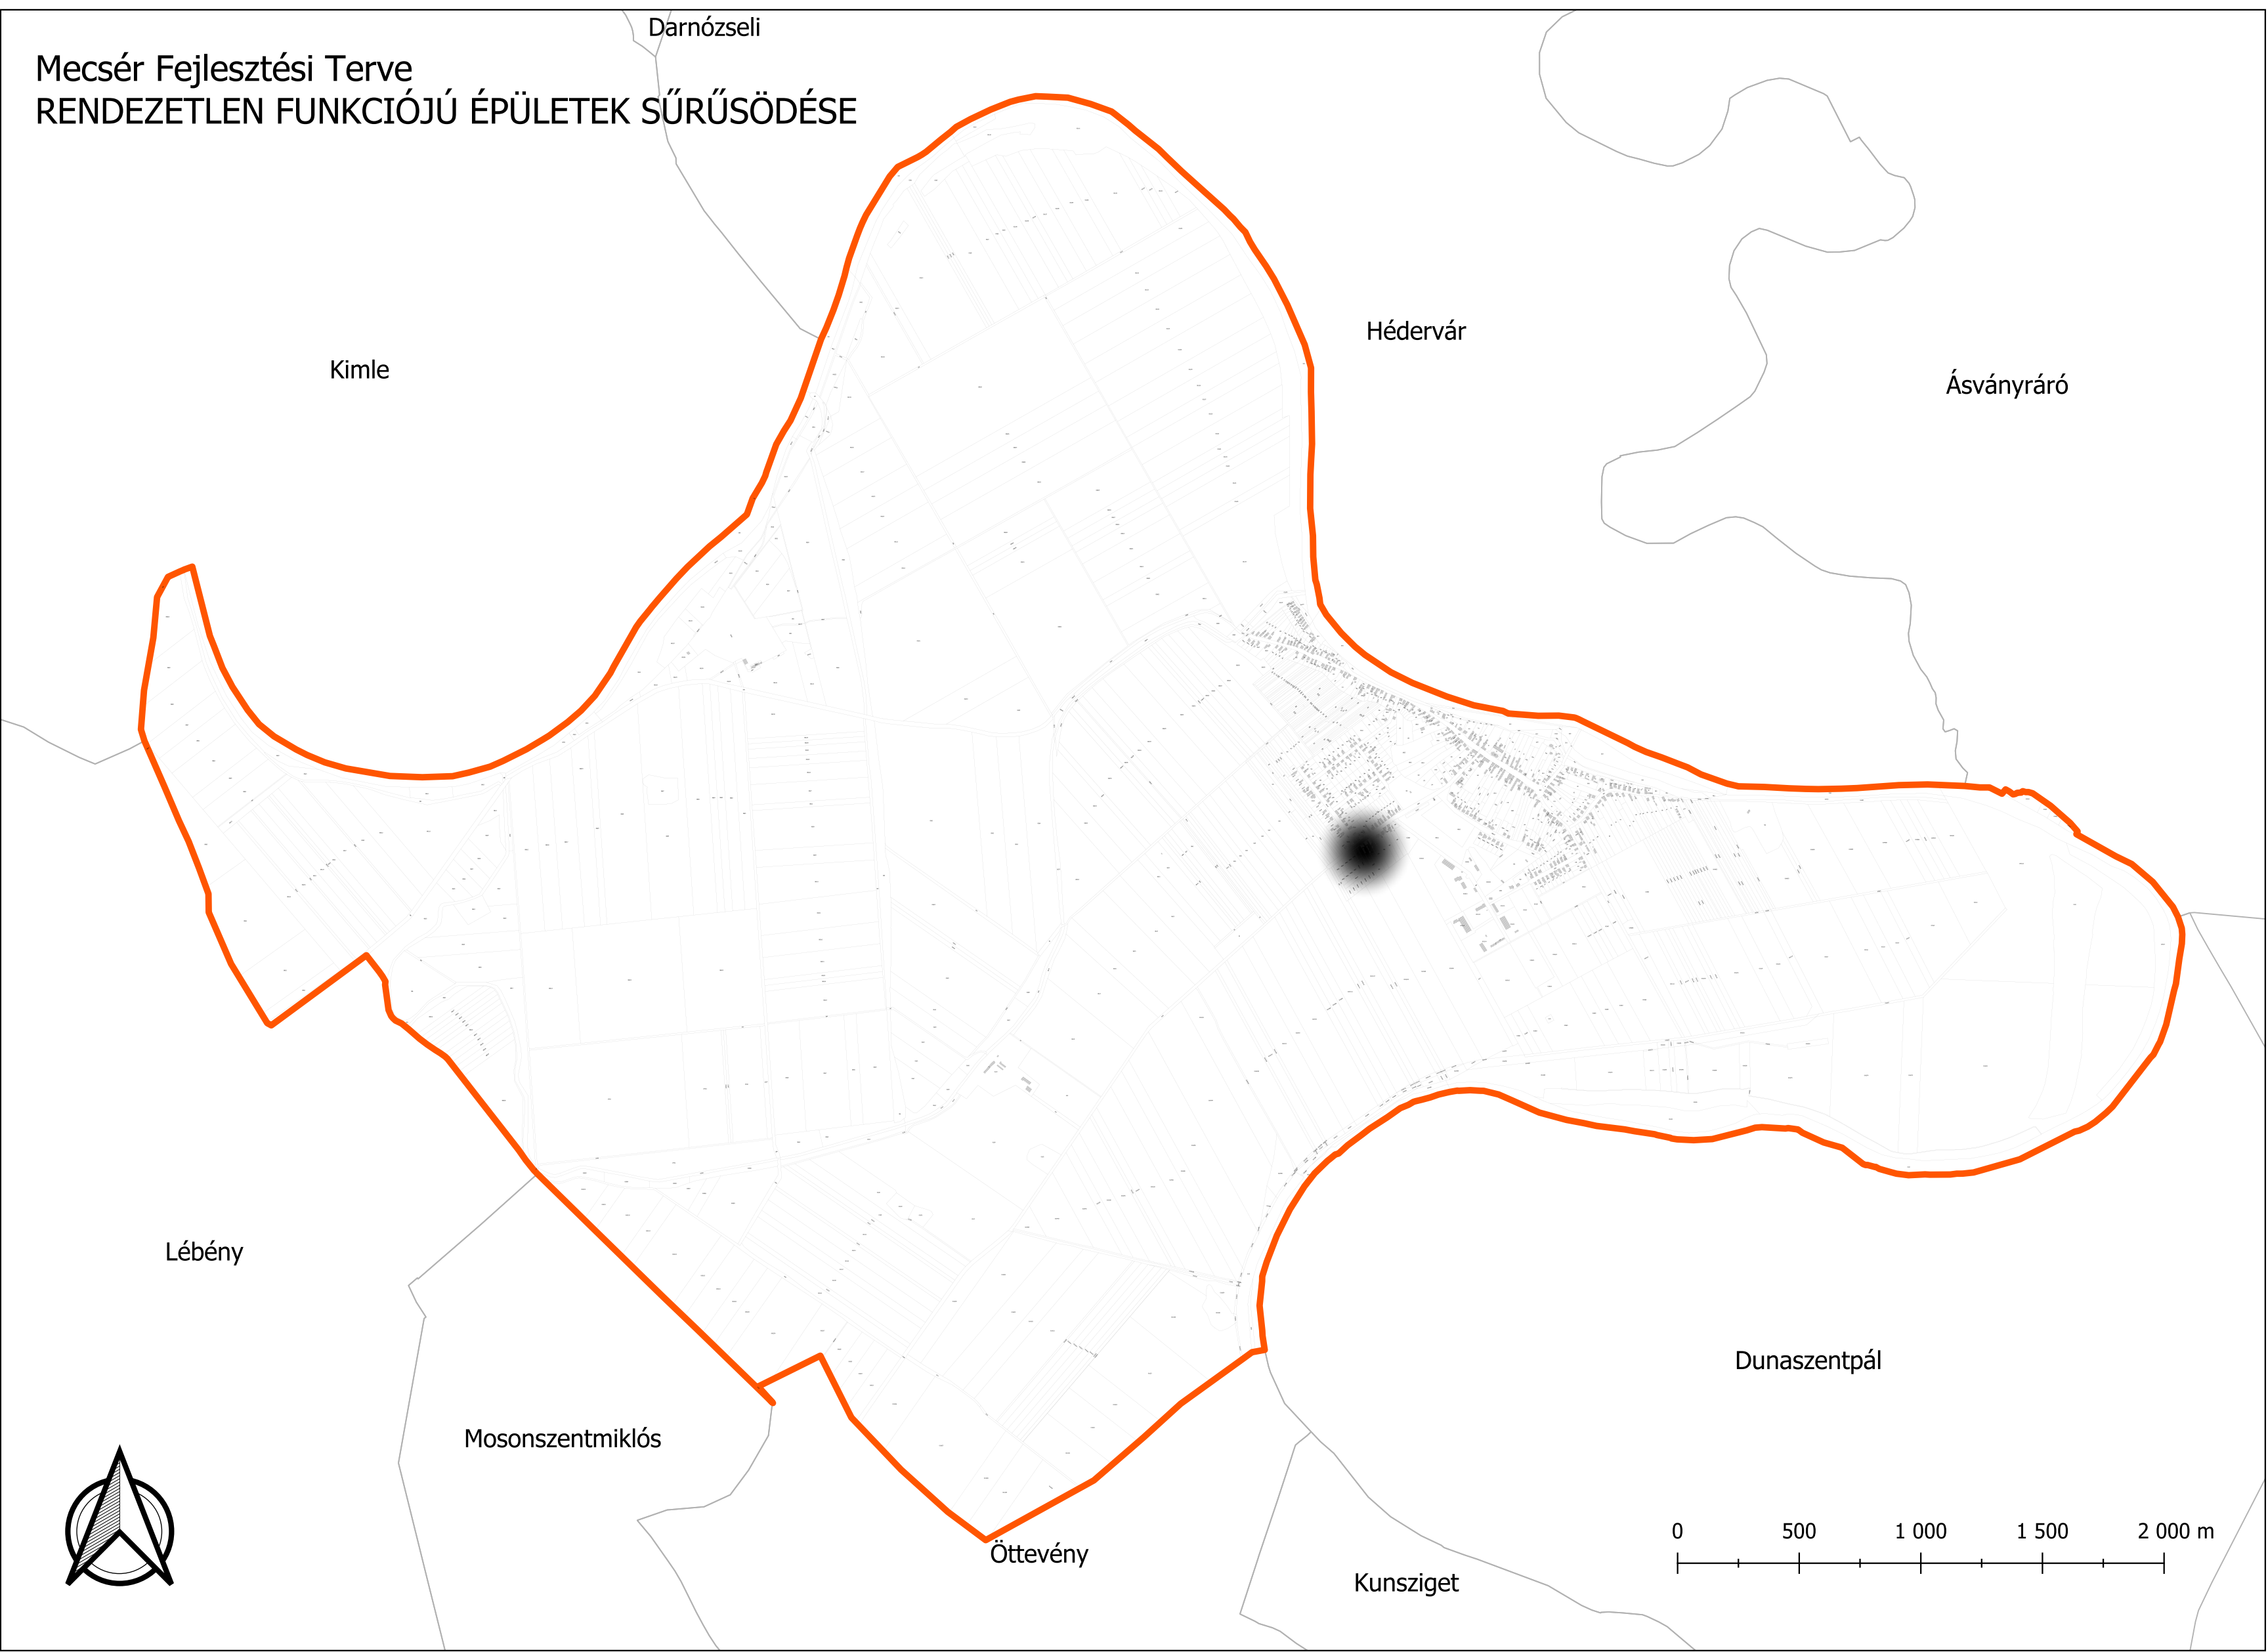 Darnózseli
Mecsér Fejlesztési Terve
RENDEZETLEN FUNKCIÓJÚ ÉPÜLETEK SŰRŰSÖDÉSE
Hédervár
Kimle
Ásványráró
Lébény
Dunaszentpál
Mosonszentmiklós
0 500 1 000 1 500 2 000 m
Öttevény
Kunsziget